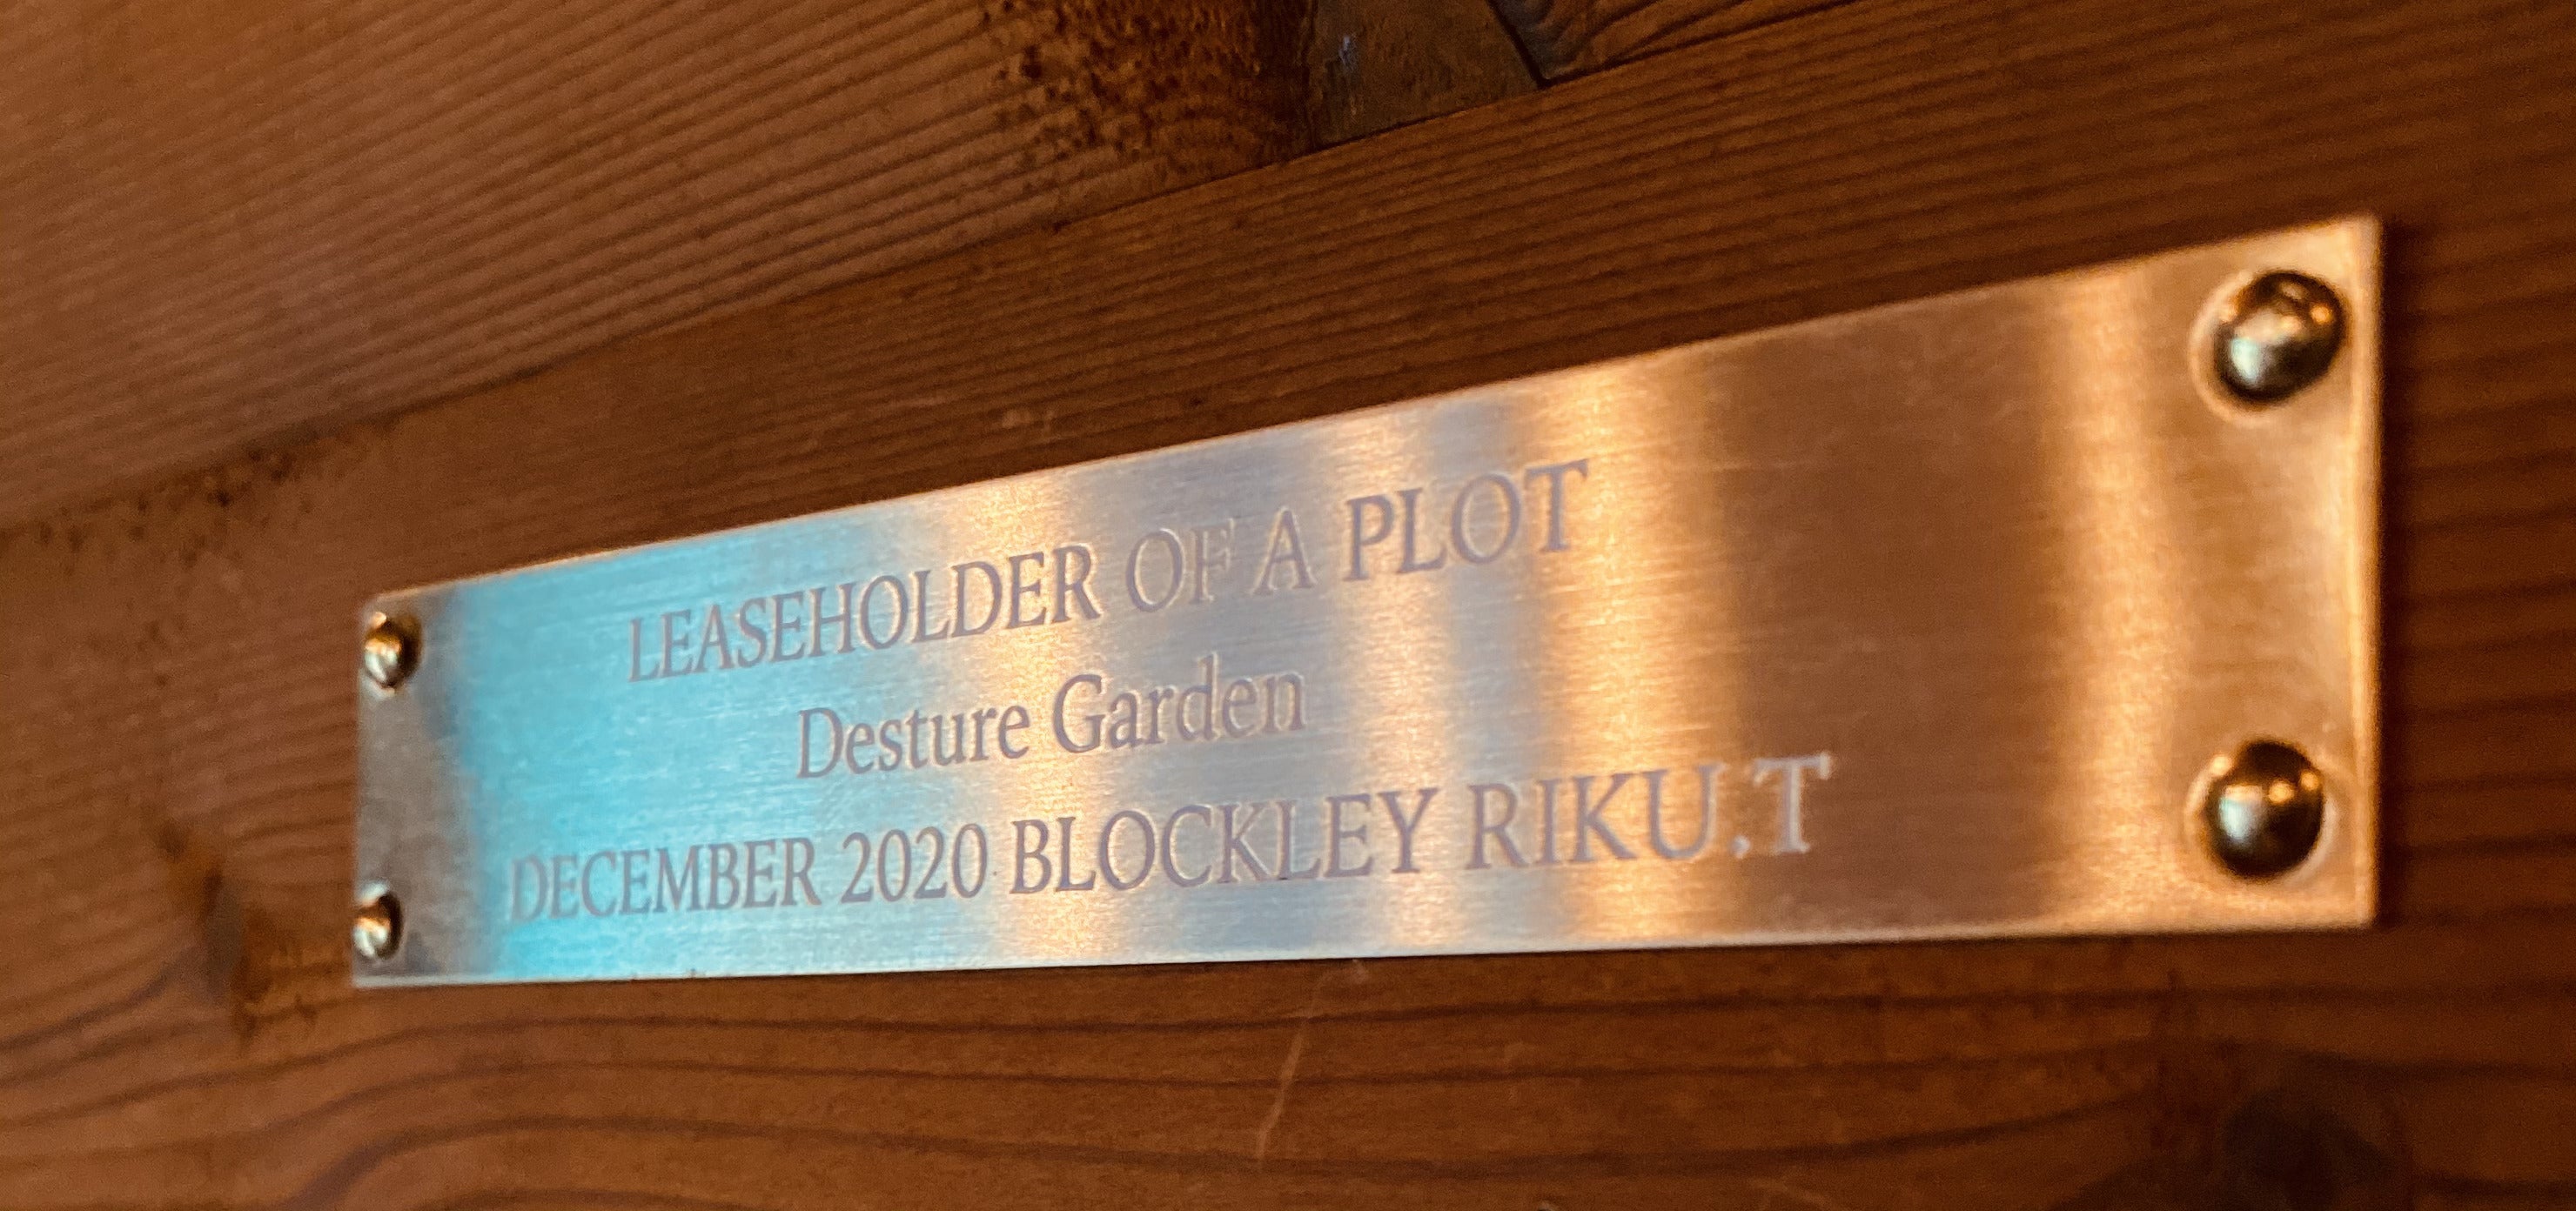 LEASEHOLDER OF A PLOT
Desture Garden
DECEMBER 2020 BLOCKLEY RIKU.T